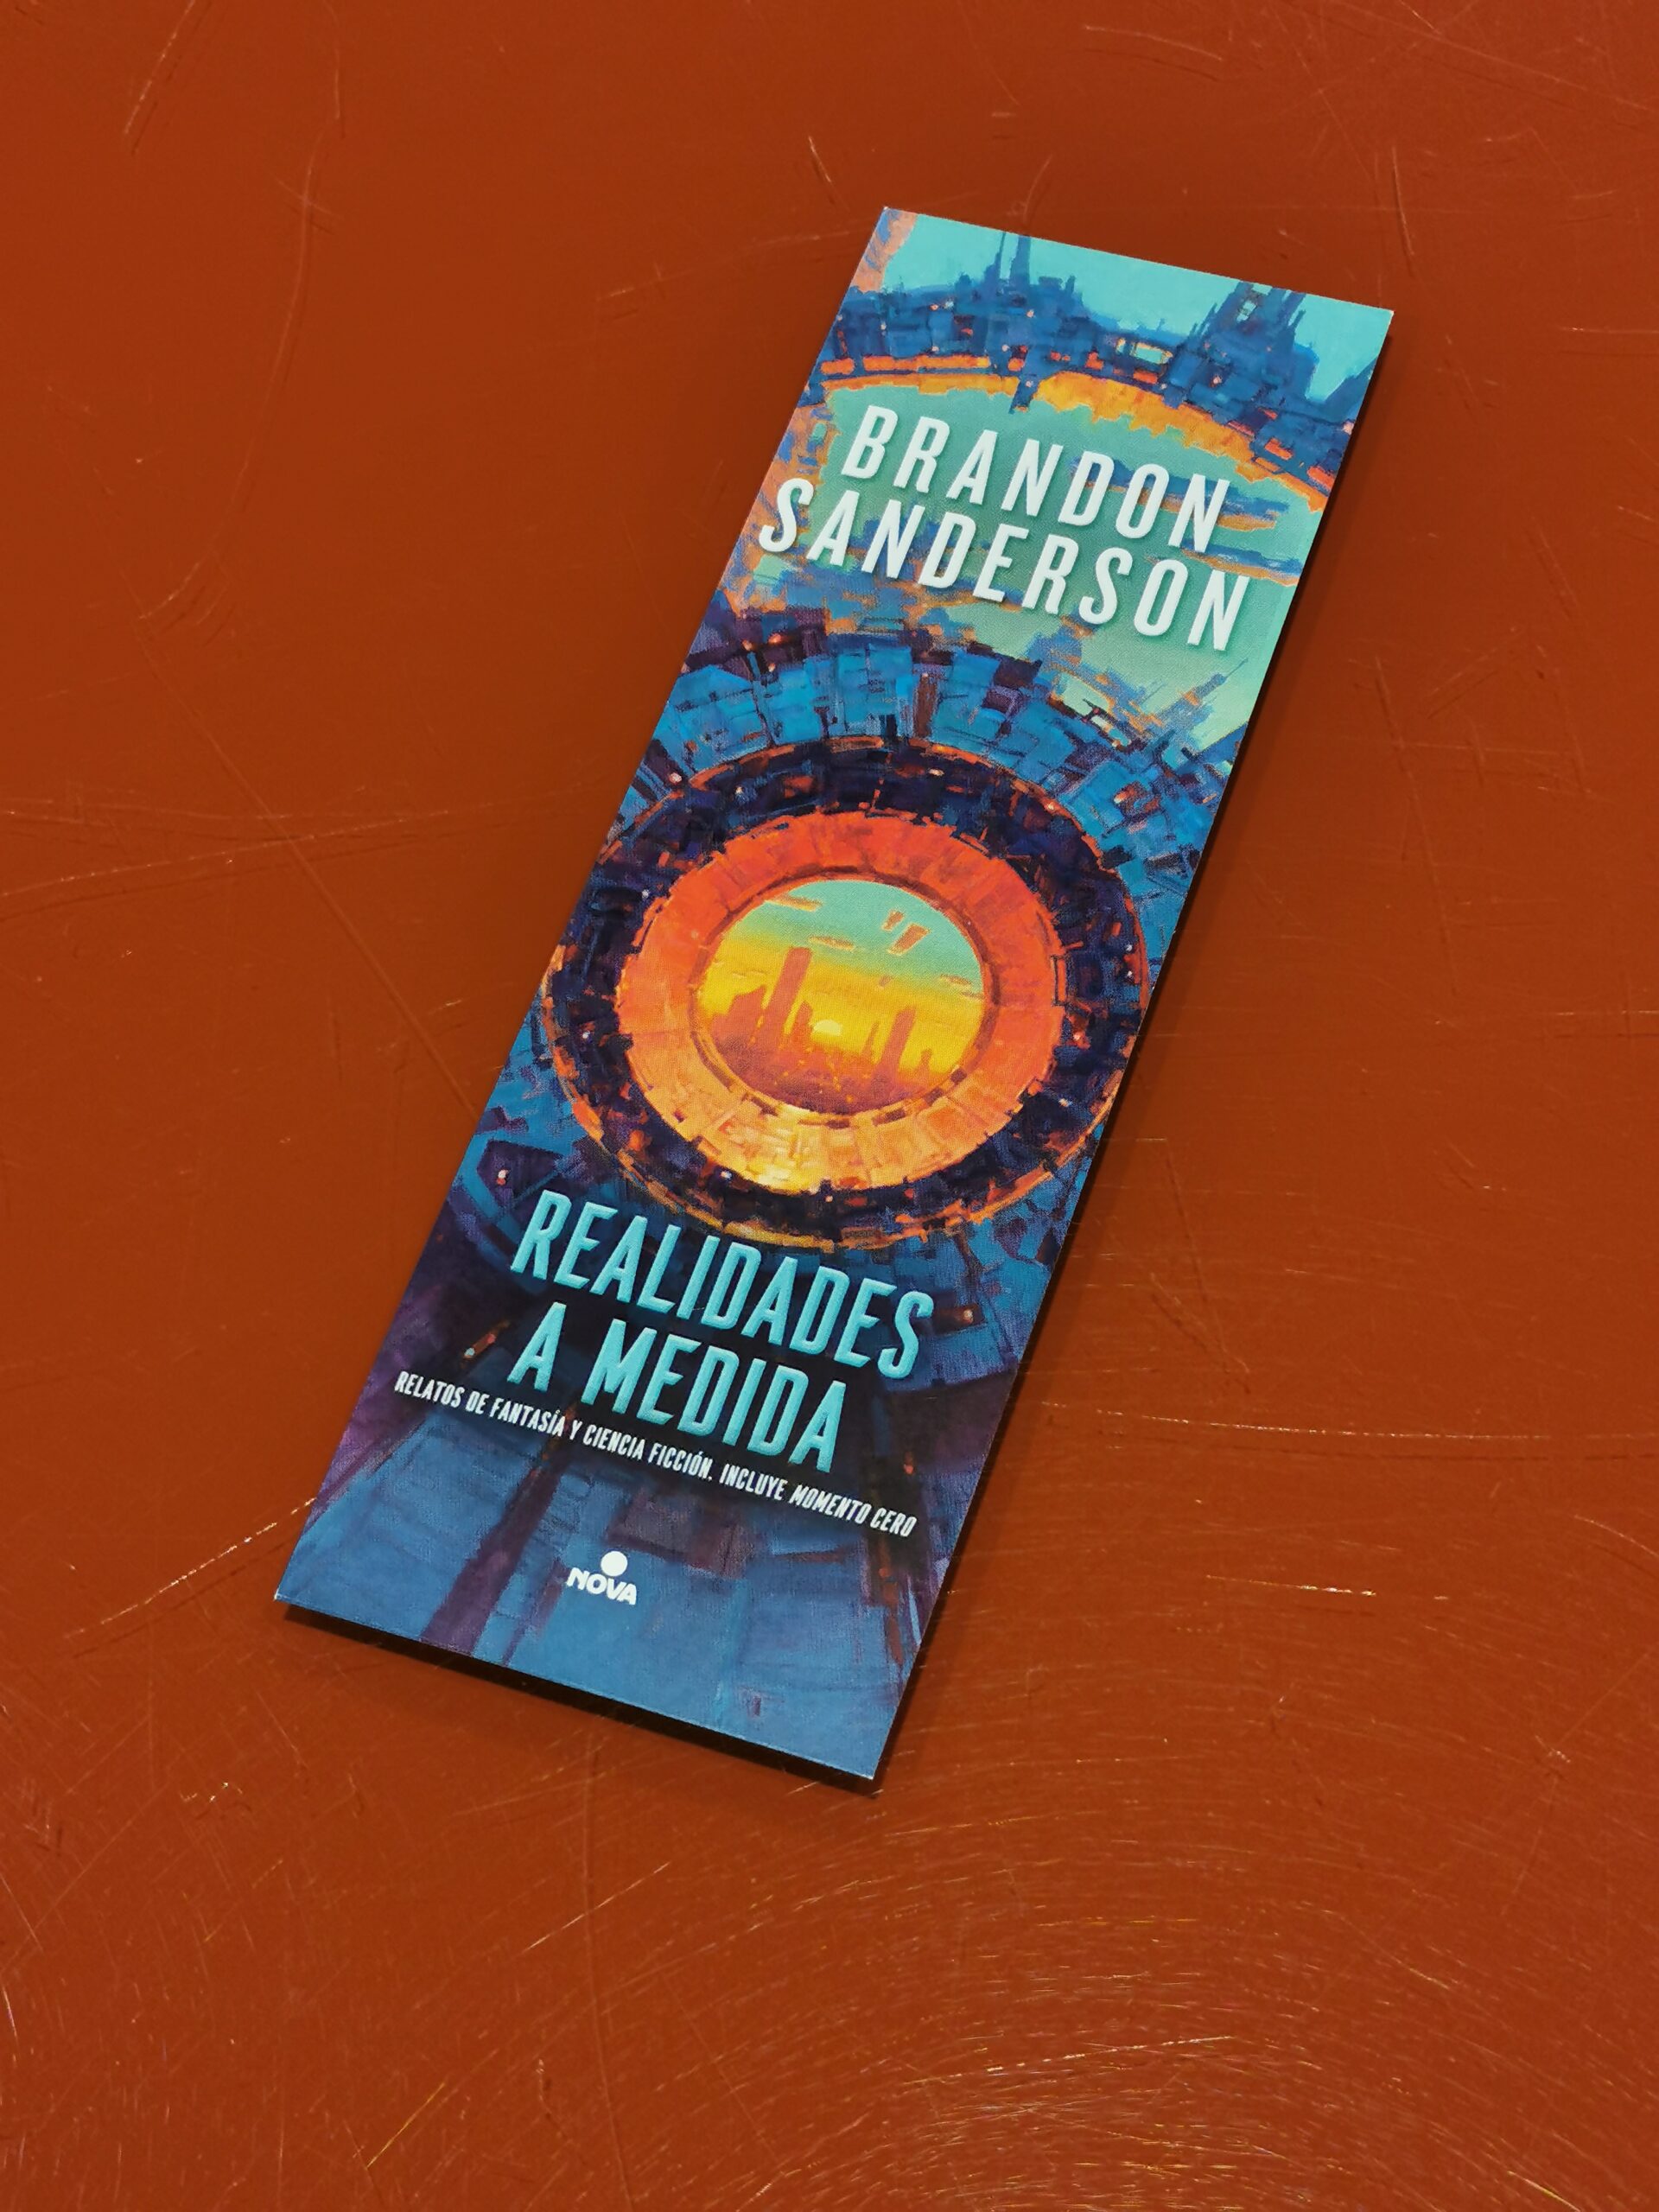 BRANDON
SANDERSON
REALIDADES
A MEDIDA
RELATOS DE FANTASÍA Y CIENCIA FICCIÓN. INCLUYE MOMENTO CERO
NOVA